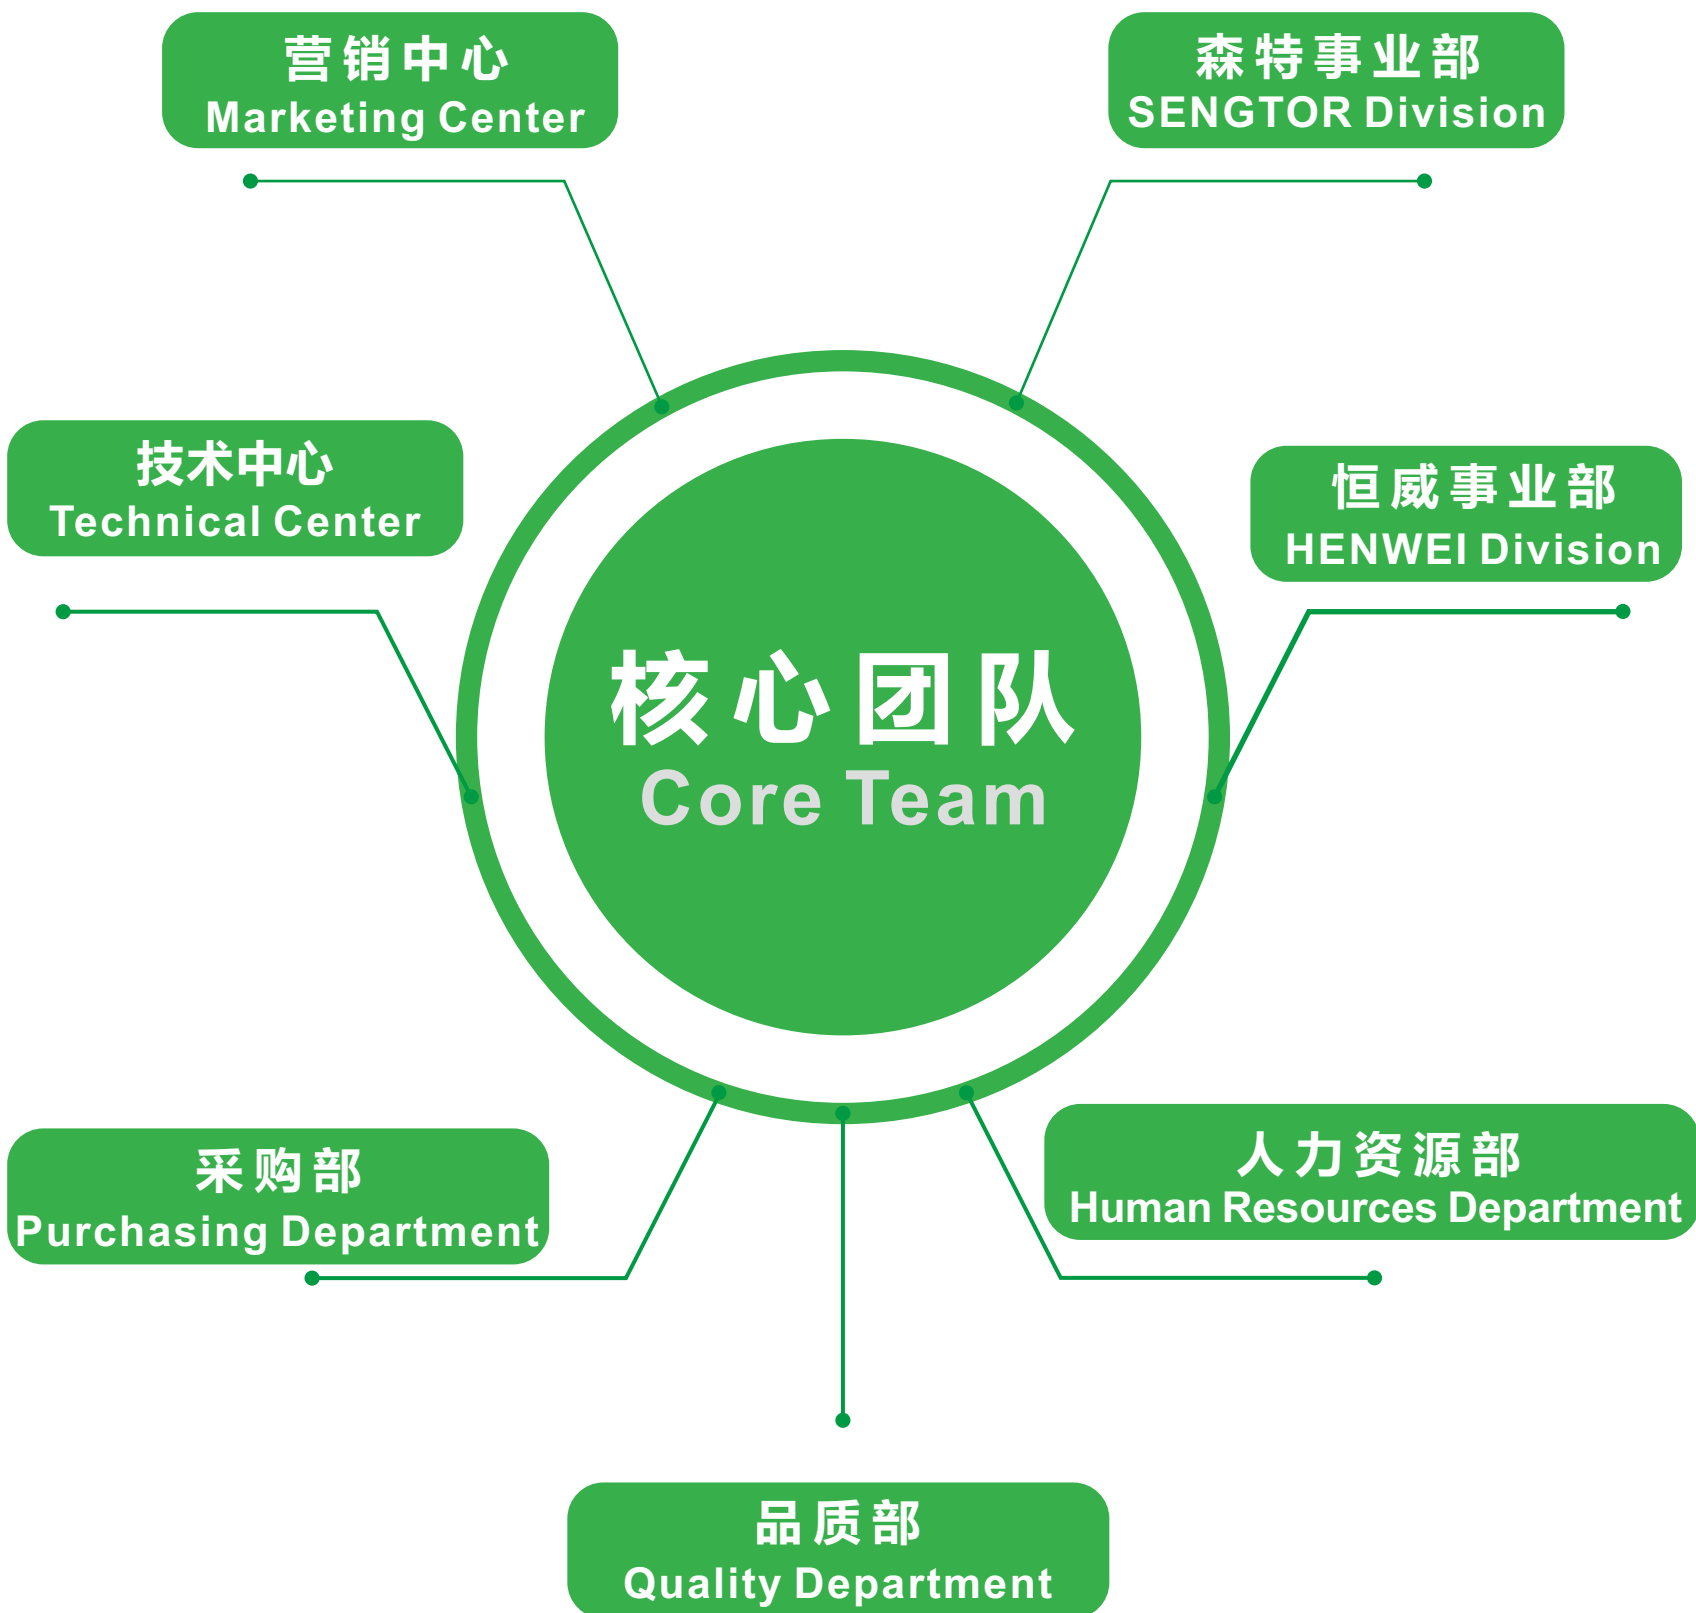 营销中心
Marketing Center
森特事业部
SENGTOR Division
技术中心
Technical Center
恒威事业部
HENWEI Division
核心团队
Core Team
采购部
Purchasing Department
人力资源部
Human Resources Department
品质部
Quality Department